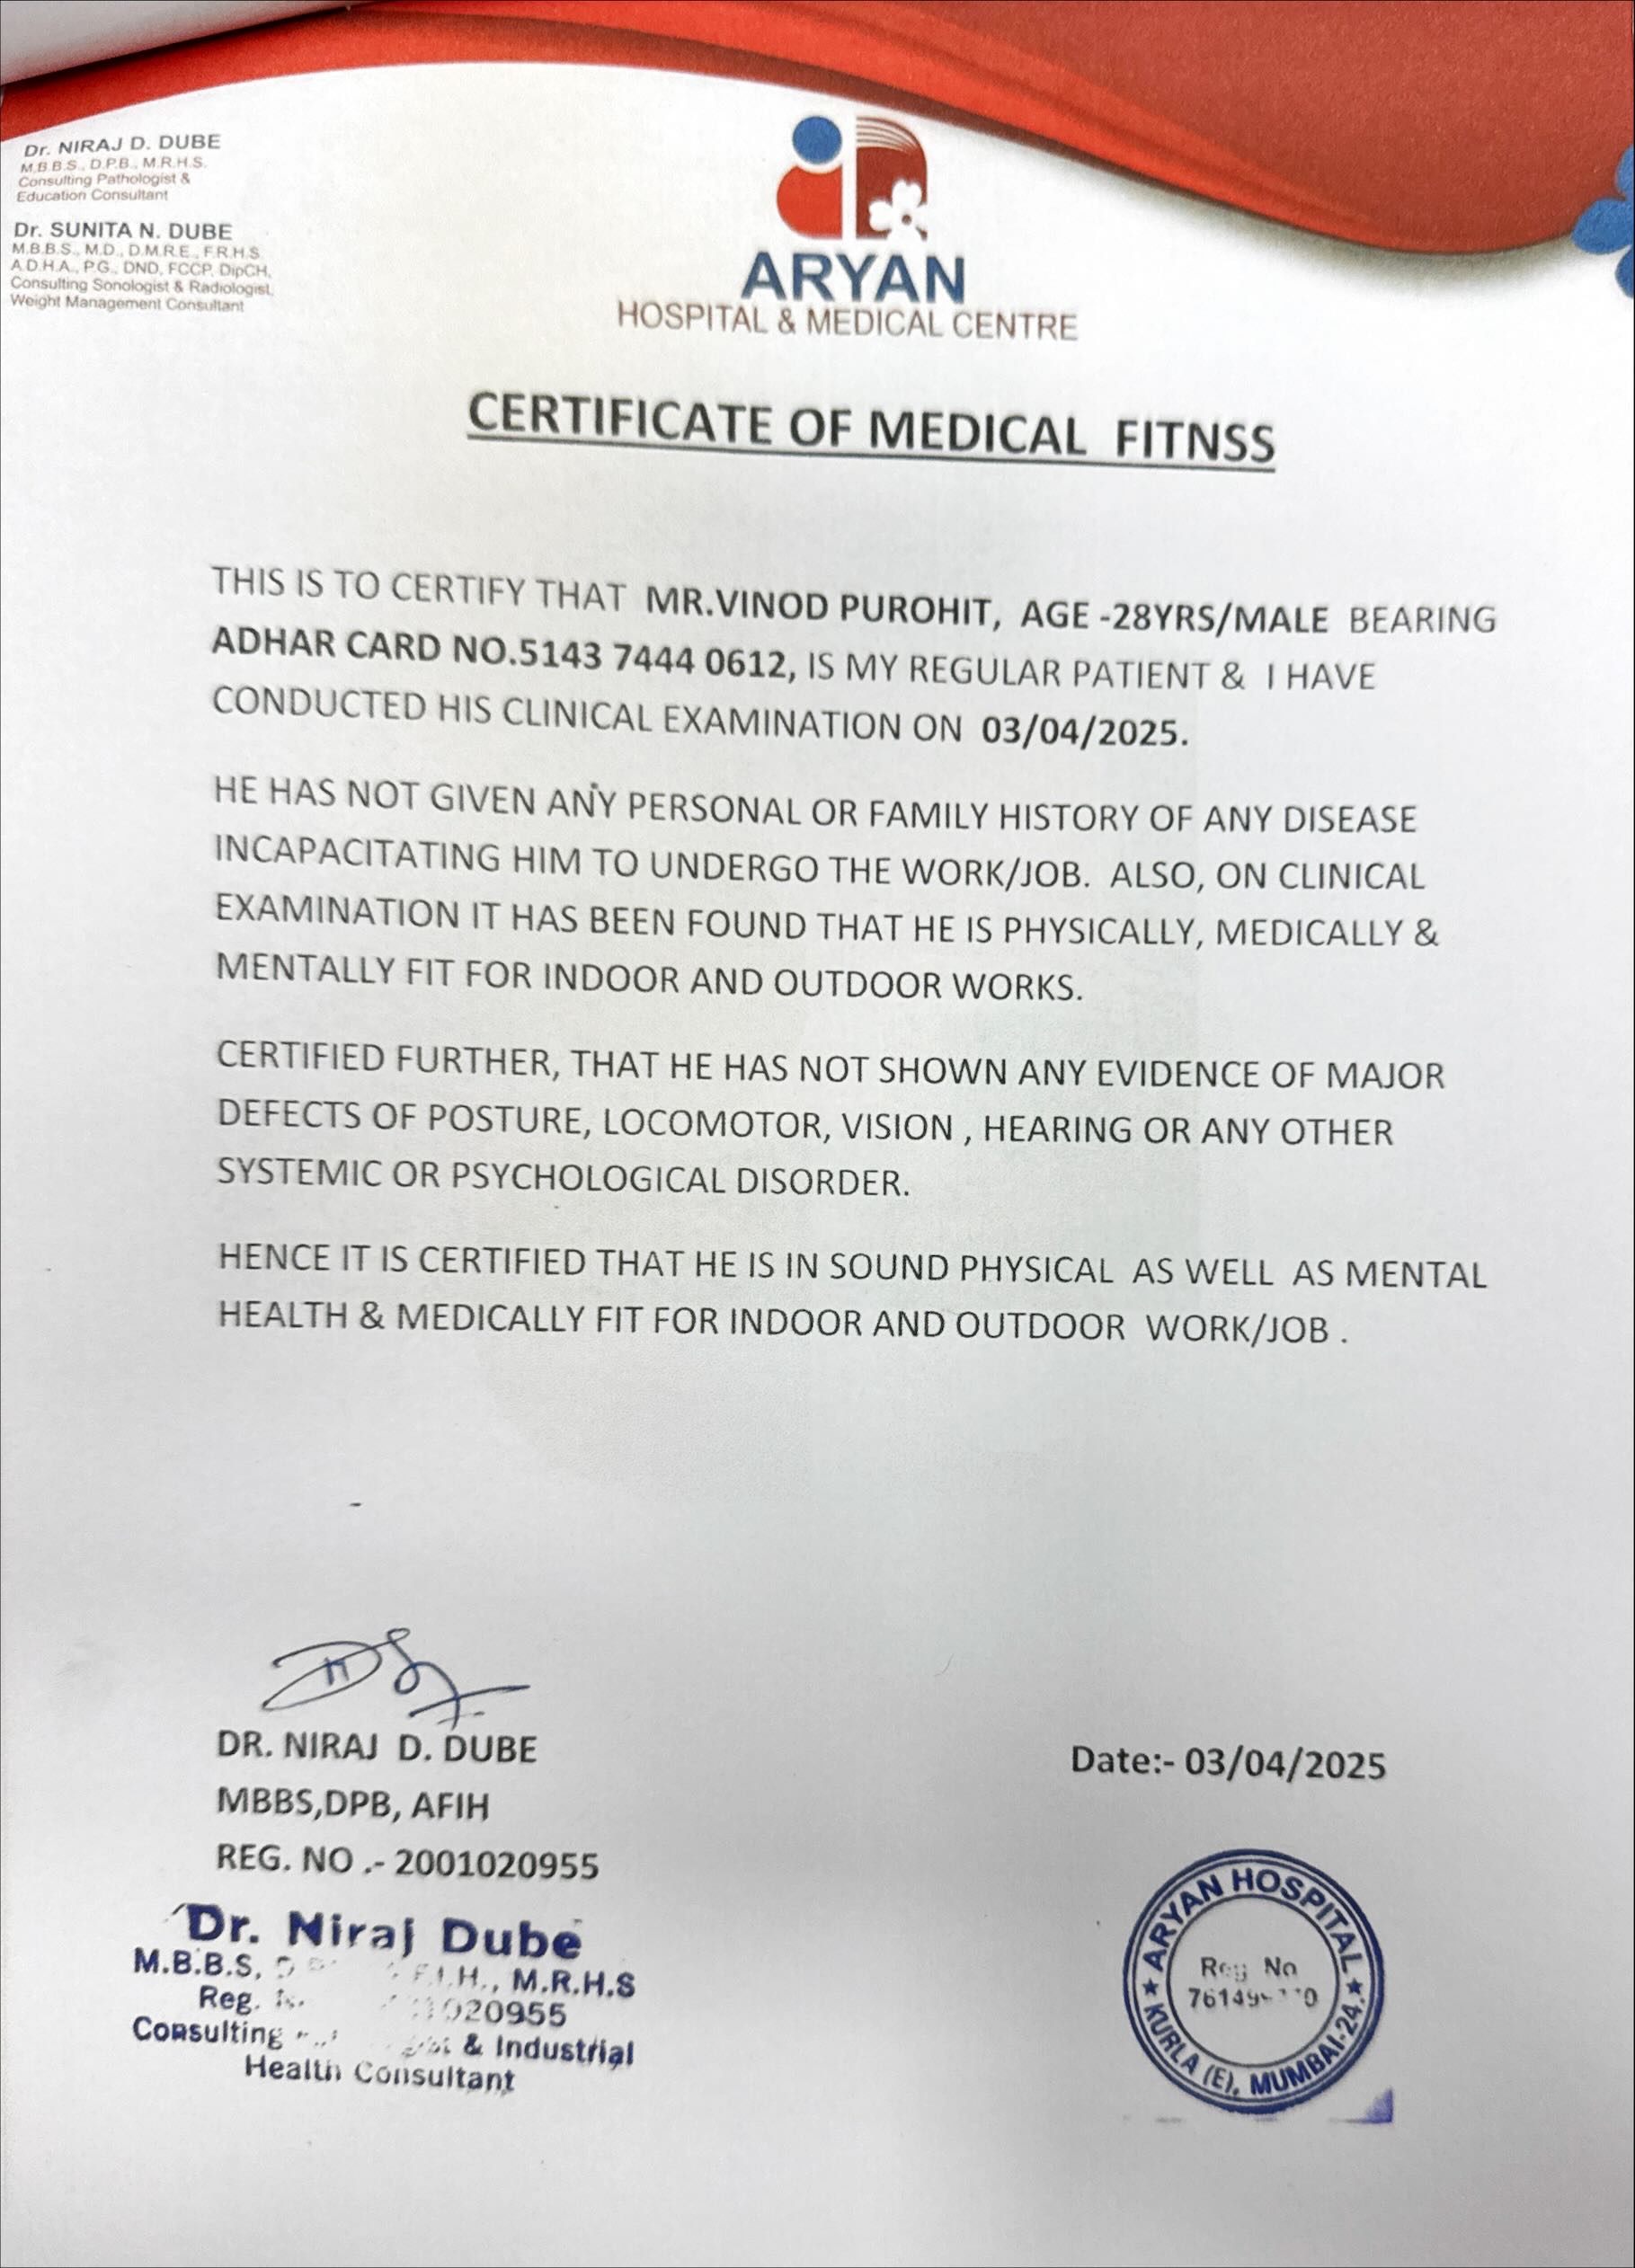 Dr. NIRAJ D. DUBE
M.B.B.S., D.P.B., M.R.H.S.
Consulting Pathologist &
Education Consultant
Dr. SUNITA N. DUBE
M.B.B.S., M.D., D.M.R.E., F.R.H.S.
A.D.H.A., P.G., DND, FCCP, DipCH,
Consulting Sonologist & Radiologist,
Weight Management Consultant
ARYAN
HOSPITAL & MEDICAL CENTRE
CERTIFICATE OF MEDICAL FITNSS
THIS IS TO CERTIFY THAT MR.VINOD PUROHIT, AGE -28YRS/MALE BEARING
ADHAR CARD NO.5143 7444 0612, IS MY REGULAR PATIENT & I HAVE
CONDUCTED HIS CLINICAL EXAMINATION ON 03/04/2025.
HE HAS NOT GIVEN ANY PERSONAL OR FAMILY HISTORY OF ANY DISEASE
INCAPACITATING HIM TO UNDERGO THE WORK/JOB. ALSO, ON CLINICAL
EXAMINATION IT HAS BEEN FOUND THAT HE IS PHYSICALLY, MEDICALLY &
MENTALLY FIT FOR INDOOR AND OUTDOOR WORKS.
CERTIFIED FURTHER, THAT HE HAS NOT SHOWN ANY EVIDENCE OF MAJOR
DEFECTS OF POSTURE, LOCOMOTOR, VISION , HEARING OR ANY OTHER
SYSTEMIC OR PSYCHOLOGICAL DISORDER.
HENCE IT IS CERTIFIED THAT HE IS IN SOUND PHYSICAL AS WELL AS MENTAL
HEALTH & MEDICALLY FIT FOR INDOOR AND OUTDOOR WORK/JOB .
DR. NIRAJ D. DUBE
MBBS,DPB, AFIH
REG. NO .- 2001020955
Date:- 03/04/2025
Dr. Niraj Dube
M.B.B.S, M.R.H.S
Reg.
Consulting & Industrial
Health Consultant
ARYAN HOSPITAL
Reg No
KURLA (E), MUMBAI-24.